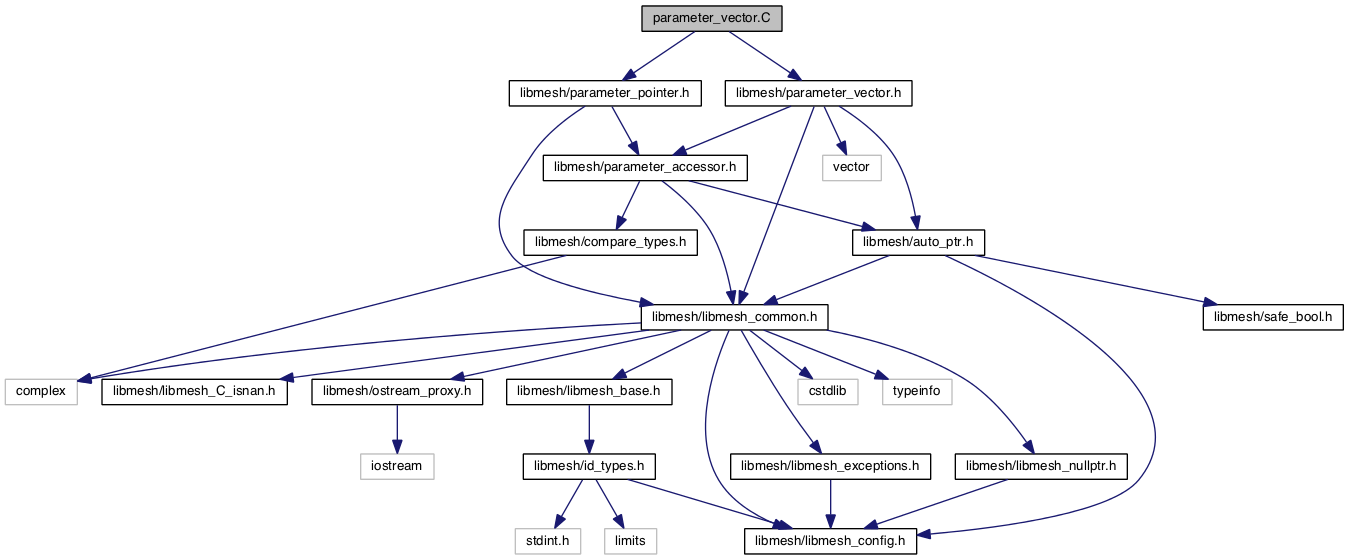 parameter_vector.C
libmesh/parameter_pointer.h
libmesh/parameter_vector.h
libmesh/parameter_accessor.h
vector
libmesh/compare_types.h
libmesh/auto_ptr.h
libmesh/libmesh_common.h
libmesh/safe_bool.h
complex
libmesh/libmesh_C_isnan.h
libmesh/ostream_proxy.h
libmesh/libmesh_base.h
cstdlib
typeinfo
iostream
libmesh/id_types.h
libmesh/libmesh_exceptions.h
libmesh/libmesh_nullptr.h
stdint.h
limits
libmesh/libmesh_config.h